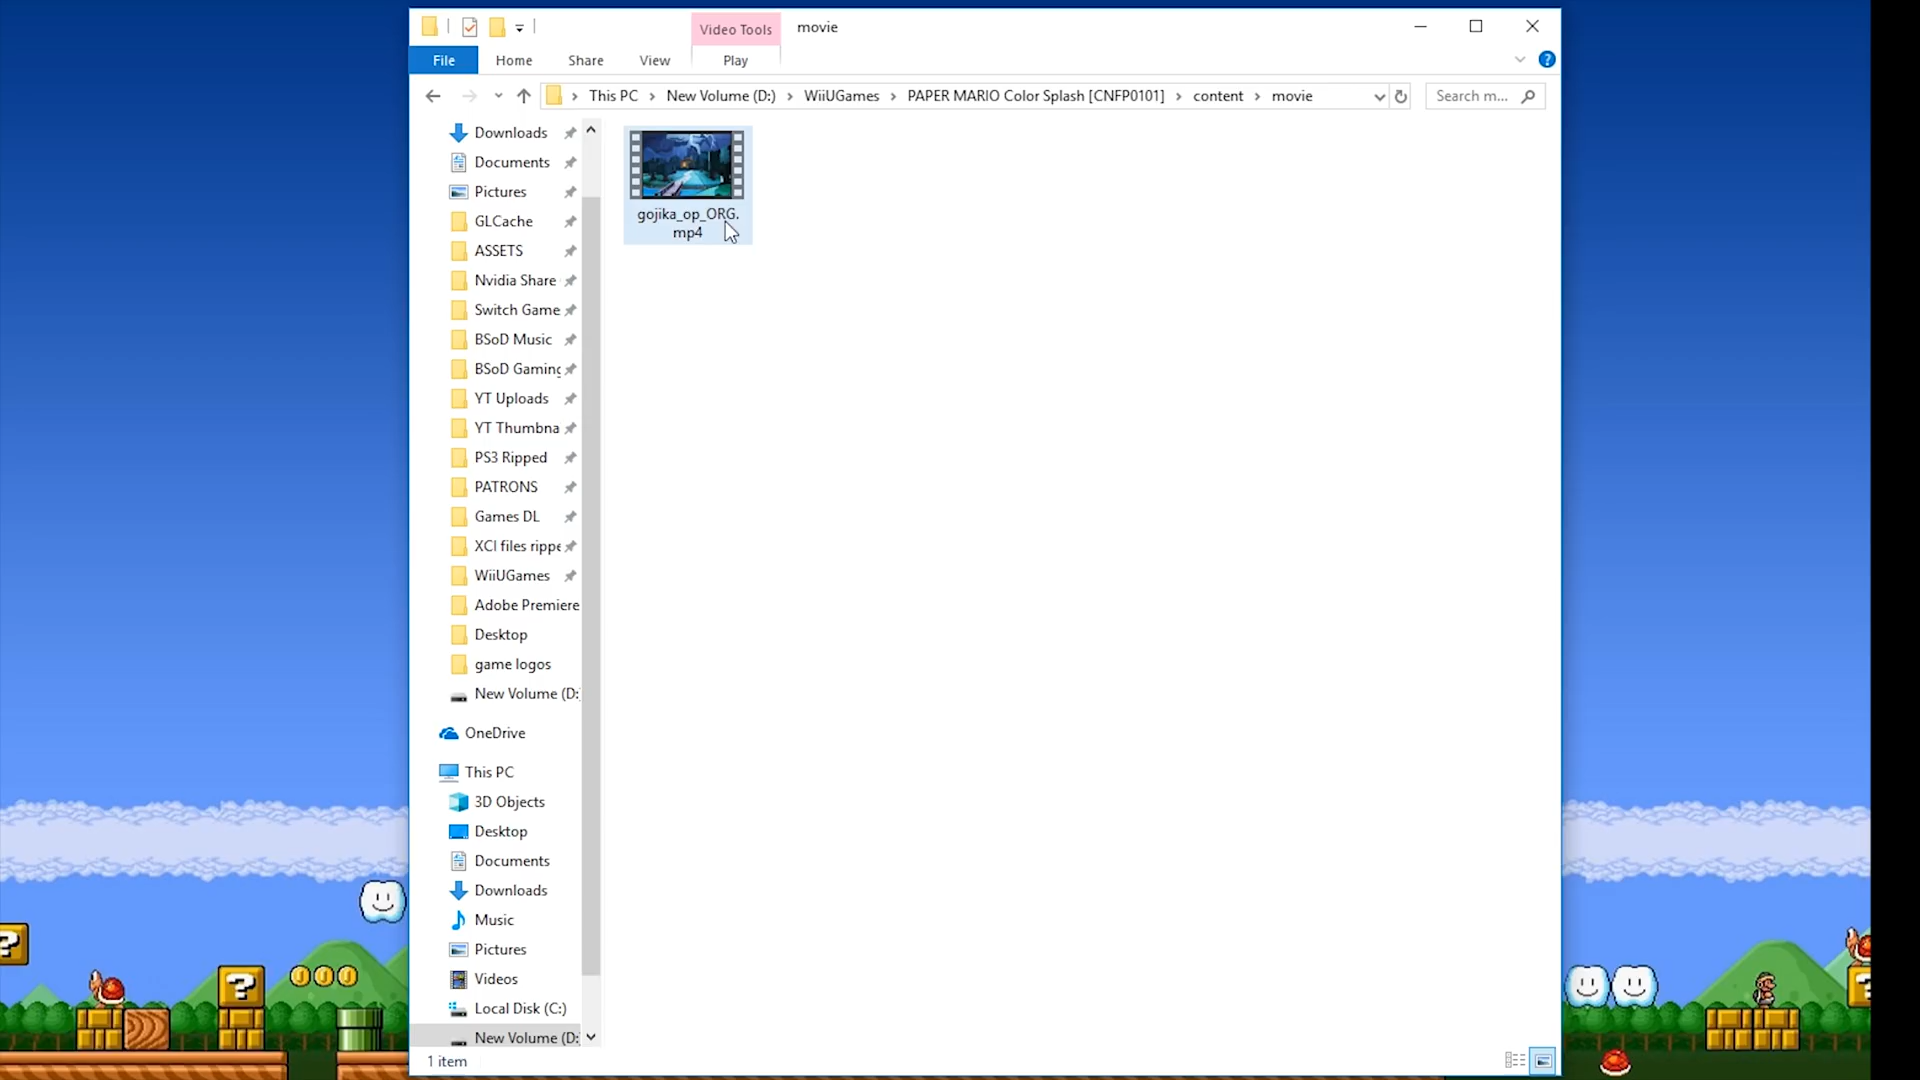 Video Tools
movie
File
Home
Share
View
Play
This PC
New Volume (D:)
WiiUGames
PAPER MARIO Color Splash [CNFP0101]
content
movie
Search m...
Downloads
Documents
Pictures
GLCache
ASSETS
Nvidia Share
Switch Game
BSoD Music
BSoD Gaming
YT Uploads
YT Thumbna
PS3 Ripped
PATRONS
Games DL
XCI files rippe
WiiUGames
Adobe Premiere
Desktop
game logos
New Volume (D:
OneDrive
This PC
3D Objects
Desktop
Documents
Downloads
Music
Pictures
Videos
Local Disk (C:)
New Volume (D:
gojika_op_ORG.
mp4
1 item